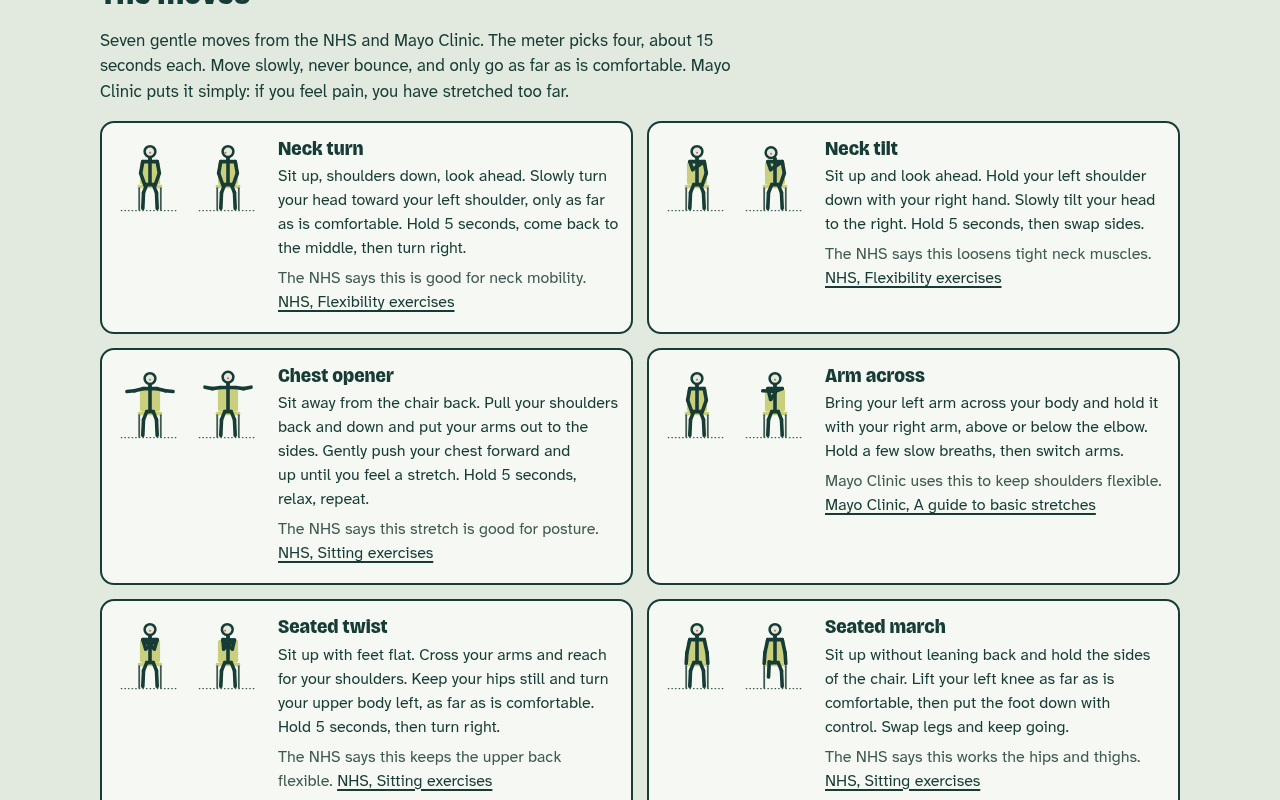 The moves
Seven gentle moves from the NHS and Mayo Clinic. The meter picks four, about 15
seconds each. Move slowly, never bounce, and only go as far as is comfortable. Mayo
Clinic puts it simply: if you feel pain, you have stretched too far.
Neck turn
Sit up, shoulders down, look ahead. Slowly turn
your head toward your left shoulder, only as far
as is comfortable. Hold 5 seconds, come back to
the middle, then turn right.
The NHS says this is good for neck mobility.
NHS, Flexibility exercises
Neck tilt
Sit up and look ahead. Hold your left shoulder
down with your right hand. Slowly tilt your head
to the right. Hold 5 seconds, then swap sides.
The NHS says this loosens tight neck muscles.
NHS, Flexibility exercises
Chest opener
Sit away from the chair back. Pull your shoulders
back and down and put your arms out to the
sides. Gently push your chest forward and
up until you feel a stretch. Hold 5 seconds,
relax, repeat.
The NHS says this stretch is good for posture.
NHS, Sitting exercises
Arm across
Bring your left arm across your body and hold it
with your right arm, above or below the elbow.
Hold a few slow breaths, then switch arms.
Mayo Clinic uses this to keep shoulders flexible.
Mayo Clinic, A guide to basic stretches
Seated twist
Sit up with feet flat. Cross your arms and reach
for your shoulders. Keep your hips still and turn
your upper body left, as far as is comfortable.
Hold 5 seconds, then turn right.
The NHS says this keeps the upper back
flexible. NHS, Sitting exercises
Seated march
Sit up without leaning back and hold the sides
of the chair. Lift your left knee as far as is
comfortable, then put the foot down with
control. Swap legs and keep going.
The NHS says this works the hips and thighs.
NHS, Sitting exercises